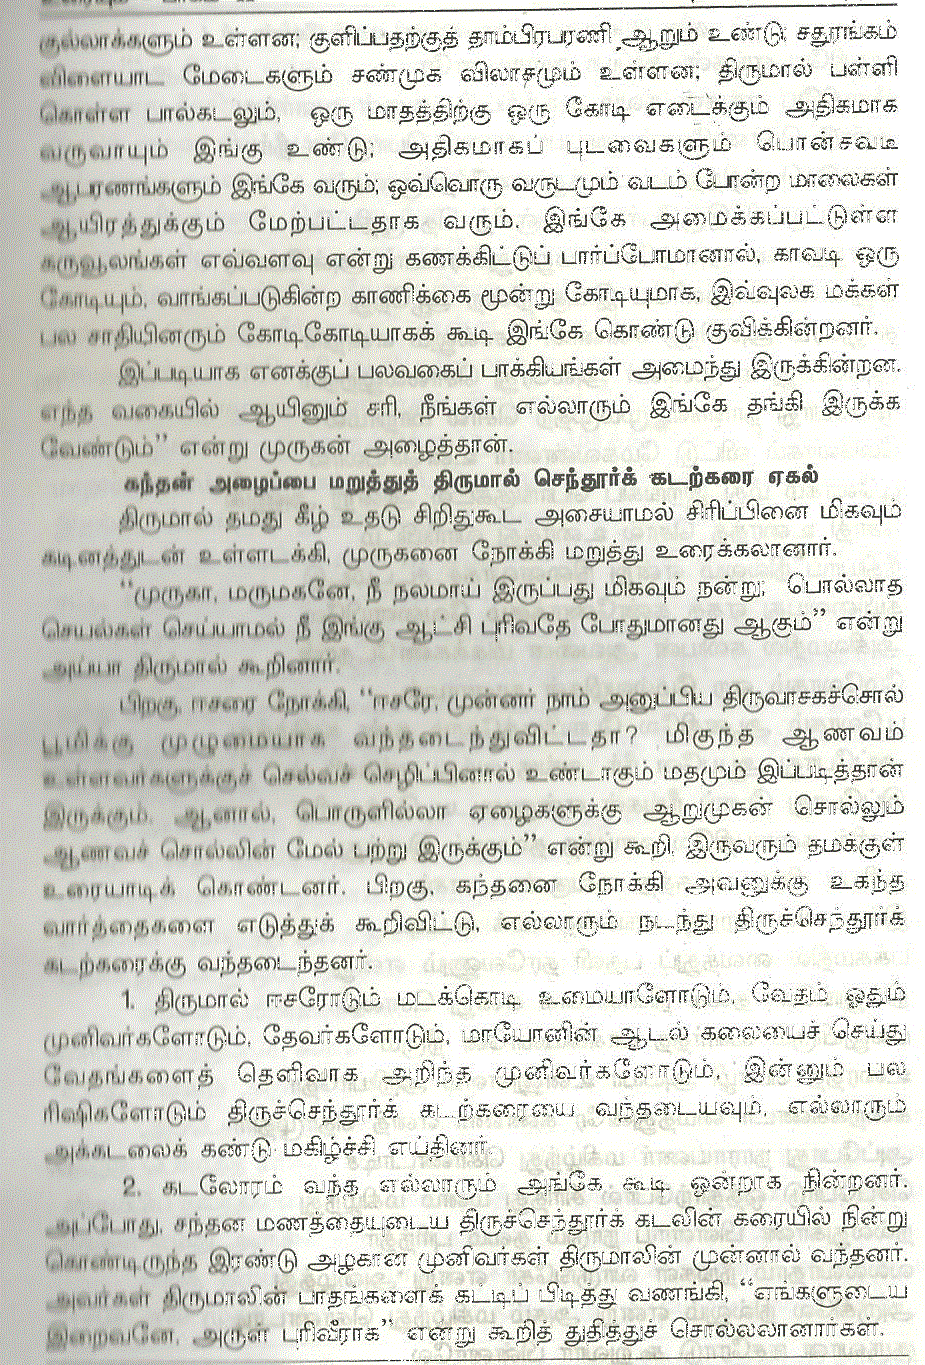 குல்லாக்களும் உள்ளன; குளிப்பதற்குத் தாம்பிரபரணி ஆறும் உண்டு; சதுரங்கம்
விளையாட மேடைகளும் சண்முக விலாசமும் உள்ளன; திருமால் பள்ளி
கொள்ள பால்கடலும், ஒரு மாதத்திற்கு ஒரு கோடி எடைக்கும் அதிகமாக
வருவாயும் இங்கு உண்டு; அதிகமாகப் புடவைகளும் பொன்சவடி
ஆபரணங்களும் இங்கே வரும்; ஒவ்வொரு வருடமும் வடம் போன்ற மாலைகள்
ஆயிரத்துக்கும் மேற்பட்டதாக வரும். இங்கே அமைக்கப்பட்டுள்ள
கருவூலங்கள் எவ்வளவு என்று கணக்கிட்டுப் பார்ப்போமானால், காவடி ஒரு
கோடியும், வாங்கப்படுகின்ற காணிக்கை மூன்று கோடியுமாக, இவ்வுலக மக்கள்
பல சாதியினரும் கோடிகோடியாகக் கூடி இங்கே கொண்டு குவிக்கின்றனர்.
இப்படியாக எனக்குப் பலவகைப் பாக்கியங்கள் அமைந்து இருக்கின்றன.
எந்த வகையில் ஆயினும் சரி, நீங்கள் எல்லாரும் இங்கே தங்கி இருக்க
வேண்டும்" என்று முருகன் அழைத்தான்.
கந்தன் அழைப்பை மறுத்துத் திருமால் செந்தூர்க் கடற்கரை ஏகல்
திருமால் தமது கீழ் உதடு சிறிதுகூட அசையாமல் சிரிப்பினை மிகவும்
கடினத்துடன் உள்ளடக்கி, முருகனை நோக்கி மறுத்து உரைக்கலானார்.
"முருகா, மருமகனே, நீ நலமாய் இருப்பது மிகவும் நன்று; பொல்லாத
செயல்கள் செய்யாமல் நீ இங்கு ஆட்சி புரிவதே போதுமானது ஆகும்" என்று
அய்யா திருமால் கூறினார்.
பிறகு, ஈசரை நோக்கி, "ஈசரே, முன்னர் நாம் அனுப்பிய திருவாசகச்சொல்
பூமிக்கு முழுமையாக வந்தடைந்துவிட்டதா? மிகுந்த ஆணவம்
உள்ளவர்களுக்குச் செல்வச் செழிப்பினால் உண்டாகும் மதமும் இப்படித்தான்
இருக்கும். ஆனால், பொருளில்லா ஏழைகளுக்கு ஆறுமுகன் சொல்லும்
ஆணவச் சொல்லின் மேல் பற்று இருக்கும்" என்று கூறி, இருவரும் தமக்குள்
உரையாடிக் கொண்டனர். பிறகு, கந்தனை நோக்கி அவனுக்கு உகந்த
வார்த்தைகளை எடுத்துக் கூறிவிட்டு, எல்லாரும் நடந்து திருச்செந்தூர்க்
கடற்கரைக்கு வந்தடைந்தனர்.
1. திருமால் ஈசரோடும் மடக்கொடி உமையாளோடும், வேதம் ஓதும்
முனிவர்களோடும், தேவர்களோடும், மாயோனின் ஆடல் கலையைச் செய்து
வேதங்களைத் தெளிவாக அறிந்த முனிவர்களோடும், இன்னும் பல
ரிஷிகளோடும் திருச்செந்தூர்க் கடற்கரையை வந்தடையவும், எல்லாரும்
அக்கடலைக் கண்டு மகிழ்ச்சி எய்தினர்.
2. கடலோரம் வந்த எல்லாரும் அங்கே கூடி ஒன்றாக நின்றனர்.
அப்போது, சந்தன மணத்தையுடைய திருச்செந்தூர்க் கடலின் கரையில் நின்று
கொண்டிருந்த இரண்டு அழகான முனிவர்கள் திருமாலின் முன்னால் வந்தனர்.
அவர்கள் திருமாலின் பாதங்களைக் கட்டிப் பிடித்து வணங்கி, "எங்களுடைய
இறைவனே, அருள் புரிவீராக" என்று கூறித் துதித்துச் சொல்லலானார்கள்.